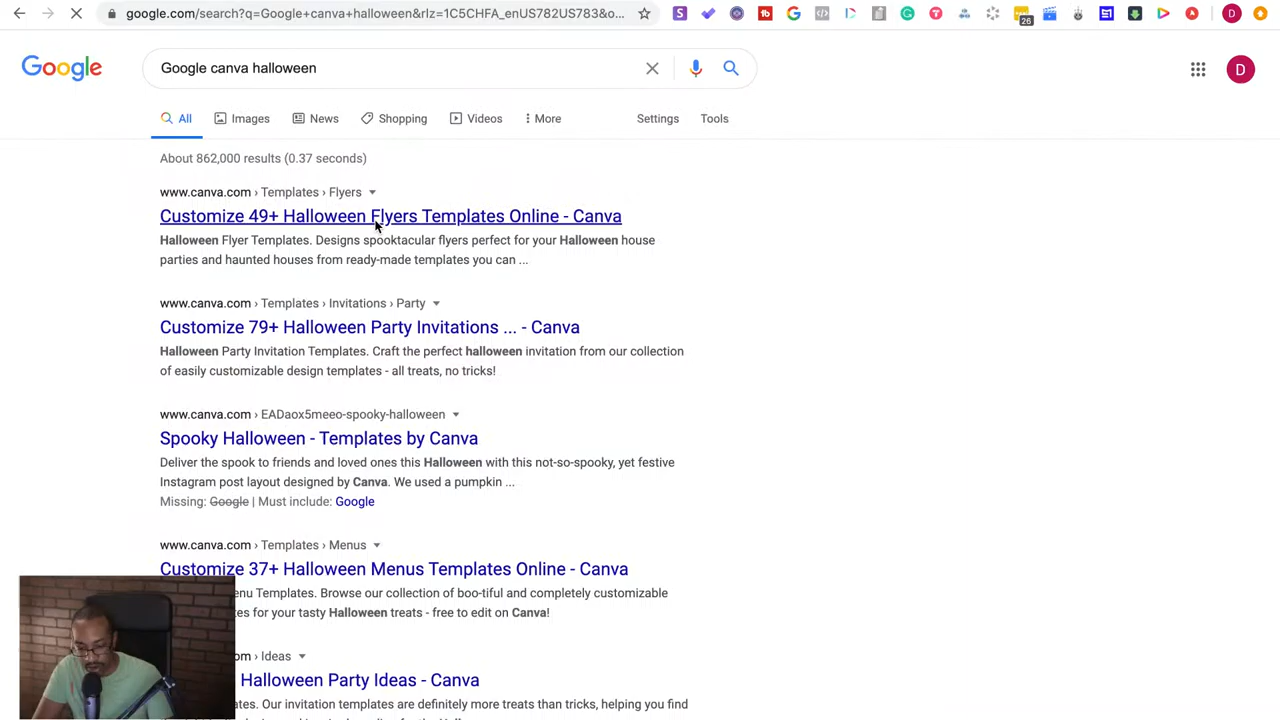 google.com/search?q=Google+canva+halloween&rlz=1C5CHFA_enUS782US783&o...
26
D
Google
Google canva halloween
D
All
Images
News
Shopping
Videos
More
Settings
Tools
About 862,000 results (0.37 seconds)
www.canva.com › Templates › Flyers
Customize 49+ Halloween Flyers Templates Online - Canva
Halloween Flyer Templates. Designs spooktacular flyers perfect for your Halloween house
parties and haunted houses from ready-made templates you can ...
www.canva.com › Templates › Invitations › Party
Customize 79+ Halloween Party Invitations ... - Canva
Halloween Party Invitation Templates. Craft the perfect halloween invitation from our collection
of easily customizable design templates - all treats, no tricks!
www.canva.com › EADaox5meeo-spooky-halloween
Spooky Halloween - Templates by Canva
Deliver the spook to friends and loved ones this Halloween with this not-so-spooky, yet festive
Instagram post layout designed by Canva. We used a pumpkin ...
Missing: Google | Must include: Google
www.canva.com › Templates › Menus
Customize 37+ Halloween Menus Templates Online - Canva
enu Templates. Browse our collection of boo-tiful and completely customizable
es for your tasty Halloween treats - free to edit on Canva!
om › Ideas
Halloween Party Ideas - Canva
ates. Our invitation templates are definitely more treats than tricks, helping you find